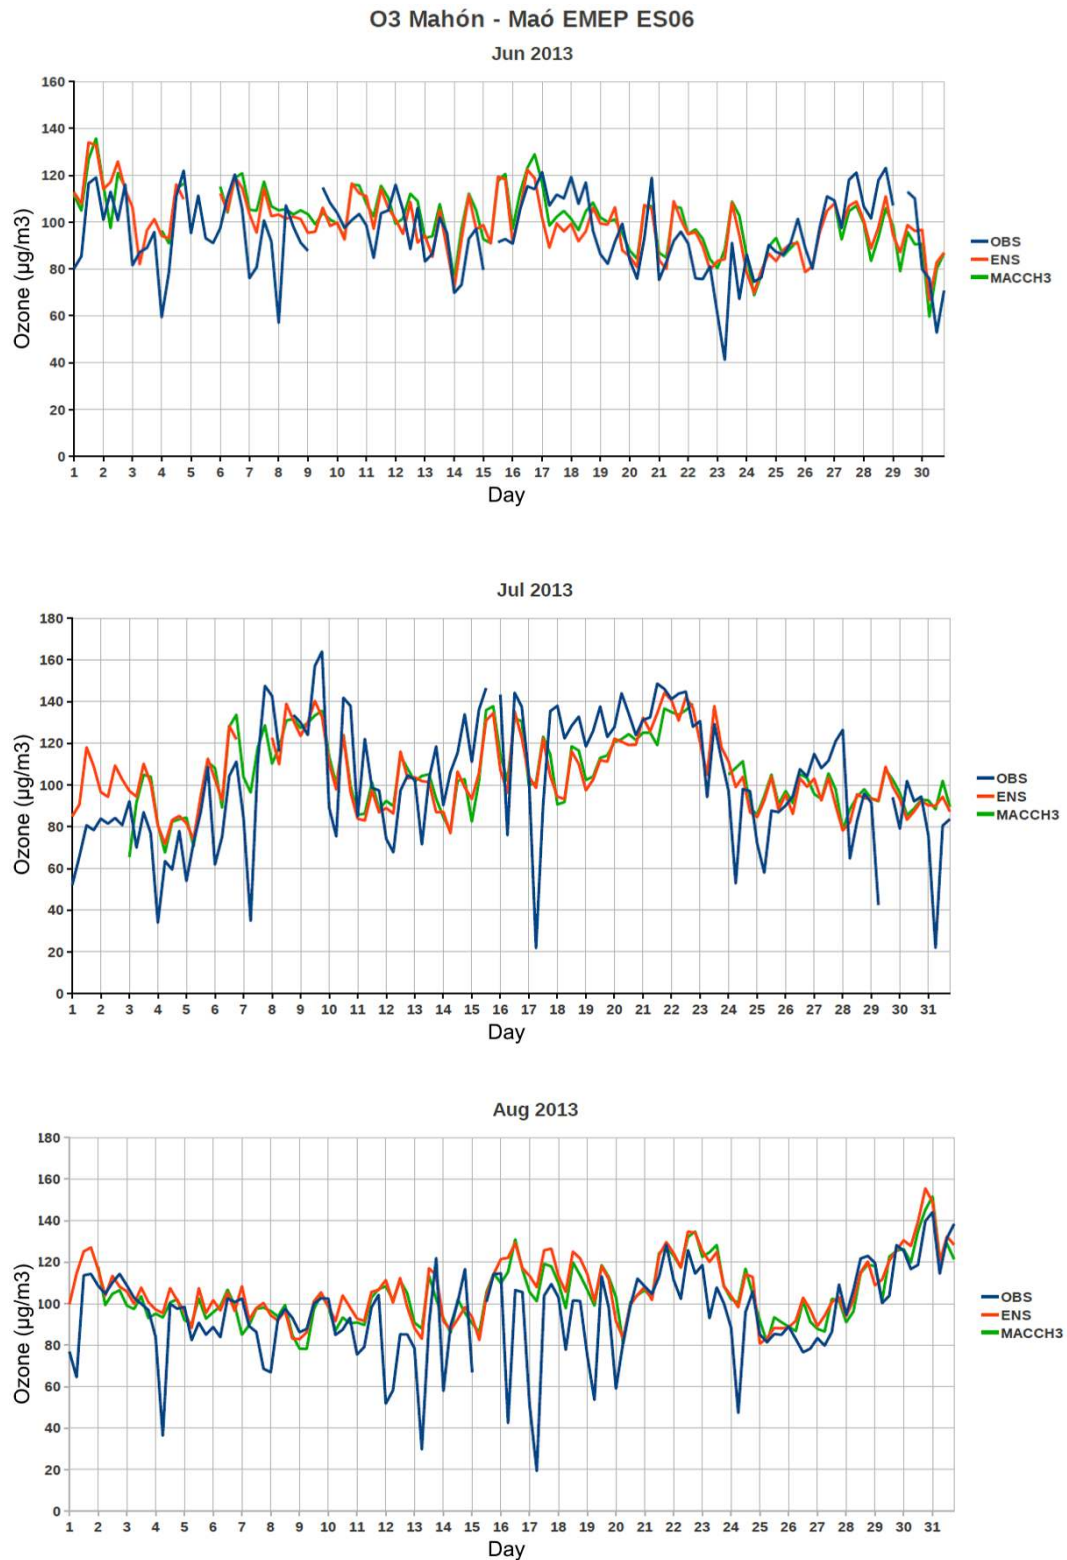 O3 Mahón - Maó EMEP ES06
Jun 2013
160
140
120
100
80
60
40
20
0
Ozone (µg/m3)
1 2 3 4 5 6 7 8 9 10 11 12 13 14 15 16 17 18 19 20 21 22 23 24 25 26 27 28 29 30
Day
OBS
ENS
MACCH3
Jul 2013
180
160
140
120
100
80
60
40
20
0
Ozone (µg/m3)
1 2 3 4 5 6 7 8 9 10 11 12 13 14 15 16 17 18 19 20 21 22 23 24 25 26 27 28 29 30 31
Day
OBS
ENS
MACCH3
Aug 2013
180
160
140
120
100
80
60
40
20
0
Ozone (µg/m3)
1 2 3 4 5 6 7 8 9 10 11 12 13 14 15 16 17 18 19 20 21 22 23 24 25 26 27 28 29 30 31
Day
OBS
ENS
MACCH3